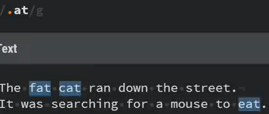 /.at/g
Text
The fat cat ran down the street.
It was searching for a mouse to eat.